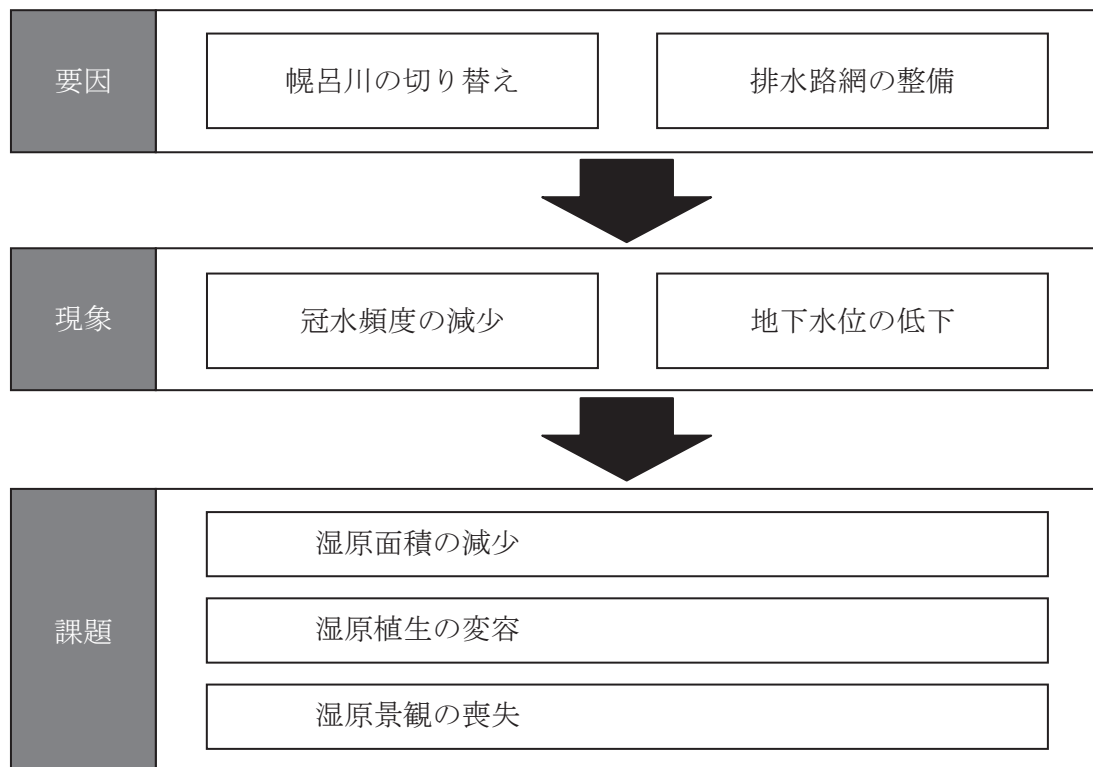 要因
幌呂川の切り替え
排水路網の整備
現象
冠水頻度の減少
地下水位の低下
課題
湿原面積の減少
湿原植生の変容
湿原景観の喪失